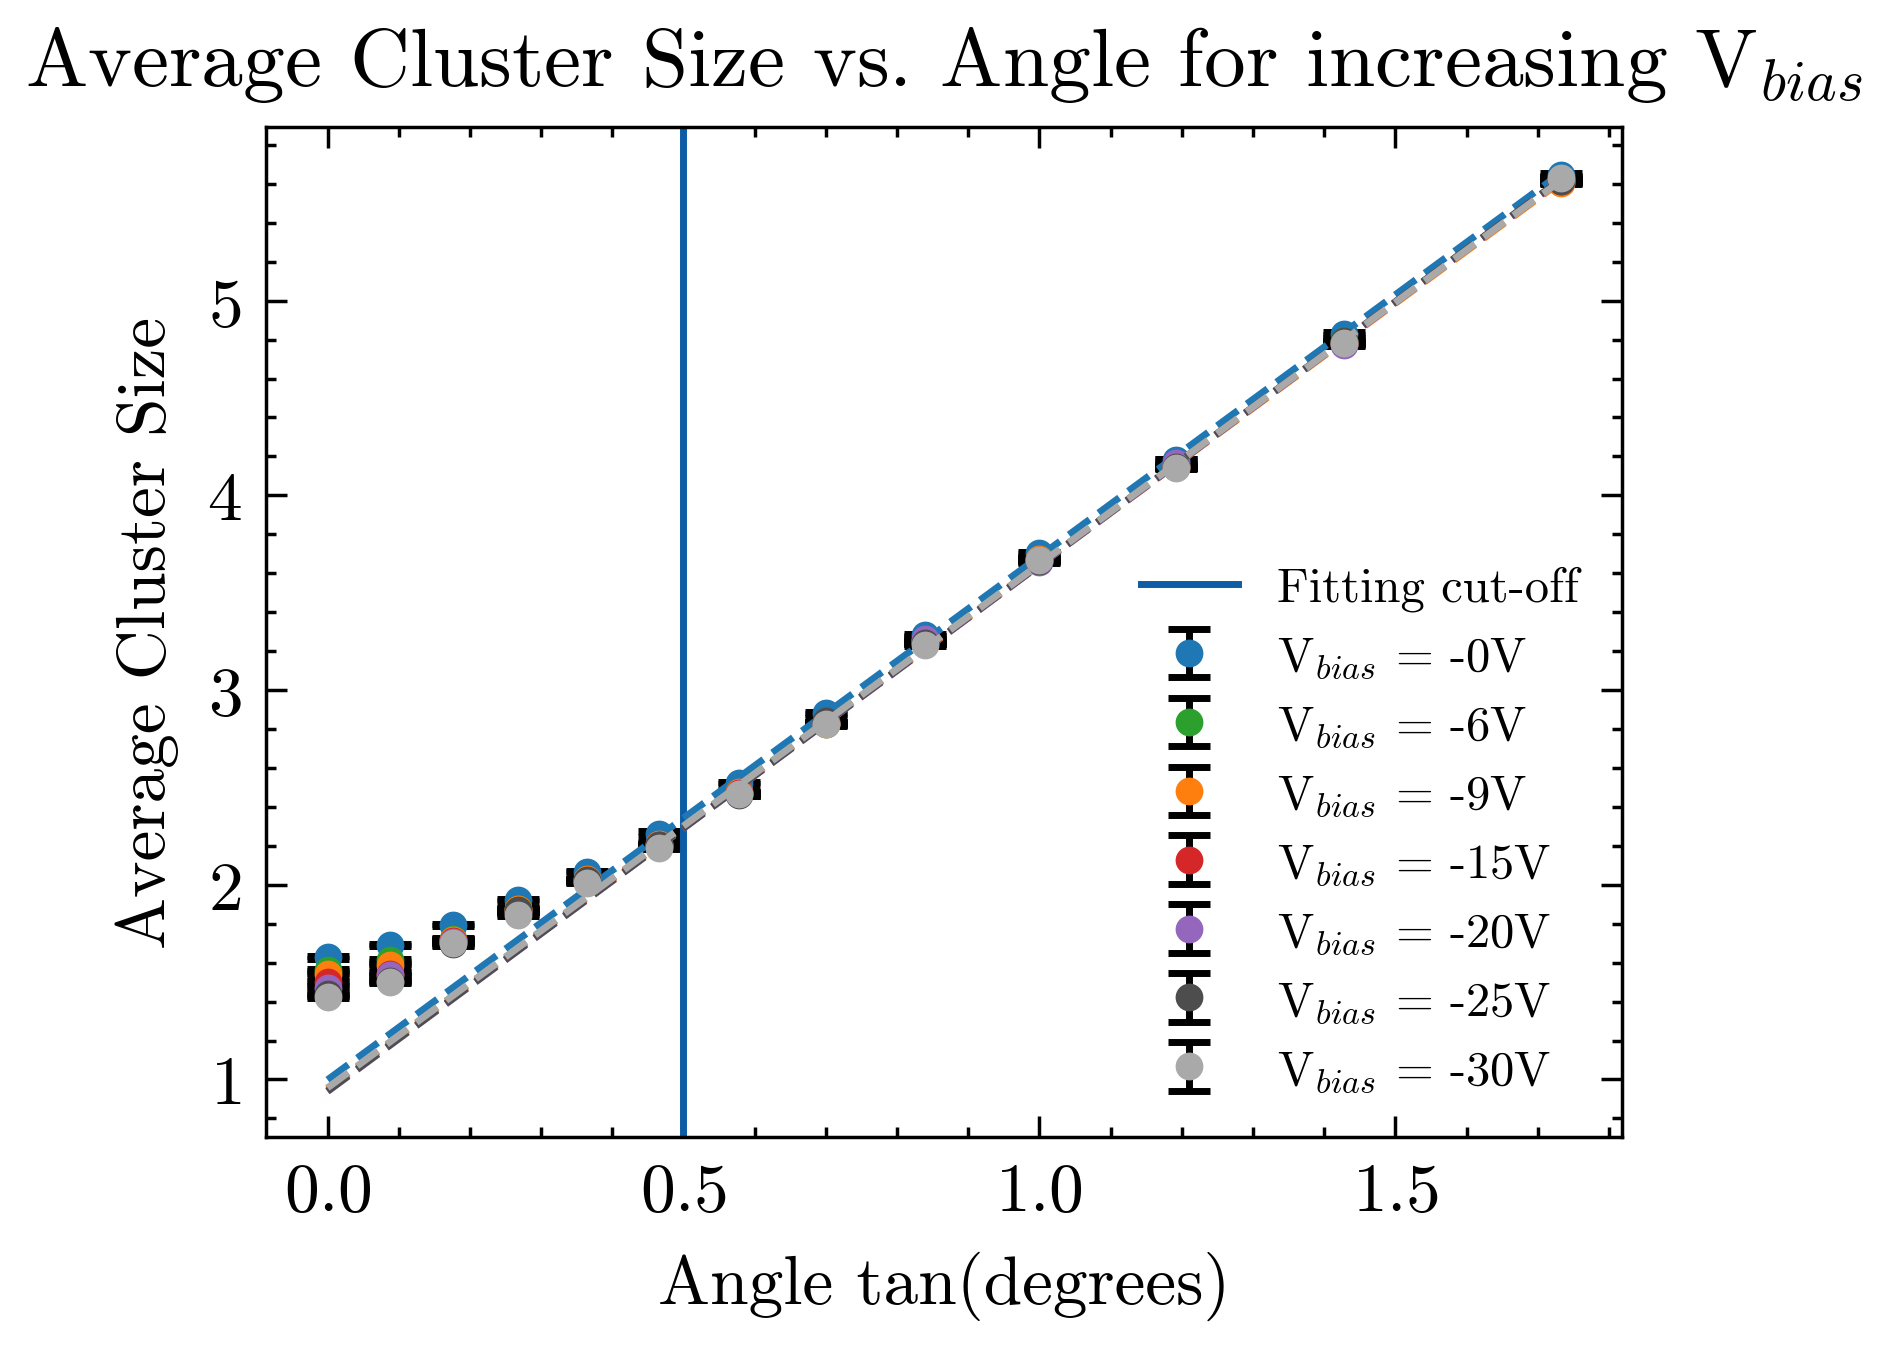 Average Cluster Size vs. Angle for increasing V_bias
Average Cluster Size
5
4
3
2
1
Fitting cut-off
V_bias = -0V
V_bias = -6V
V_bias = -9V
V_bias = -15V
V_bias = -20V
V_bias = -25V
V_bias = -30V
0.0 0.5 1.0 1.5
Angle tan(degrees)